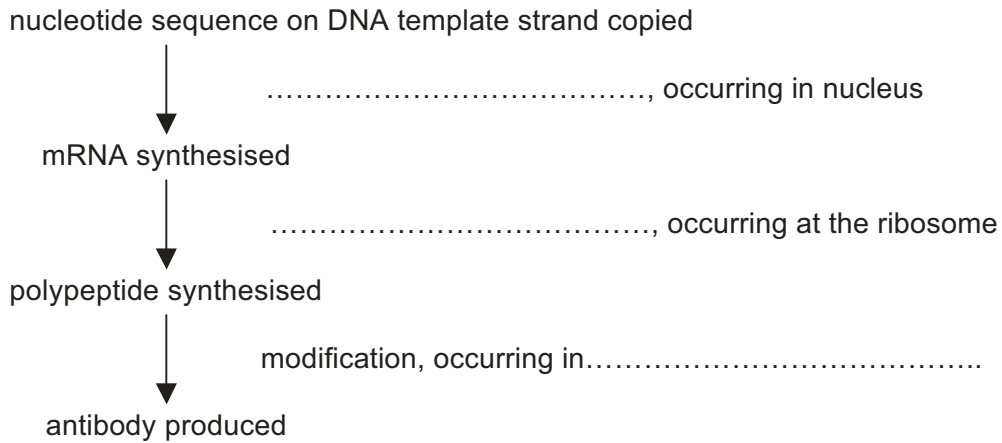 nucleotide sequence on DNA template strand copied
…………………………………, occurring in nucleus
mRNA synthesised
…………………………………, occurring at the ribosome
polypeptide synthesised
modification, occurring in…………………………………..
antibody produced